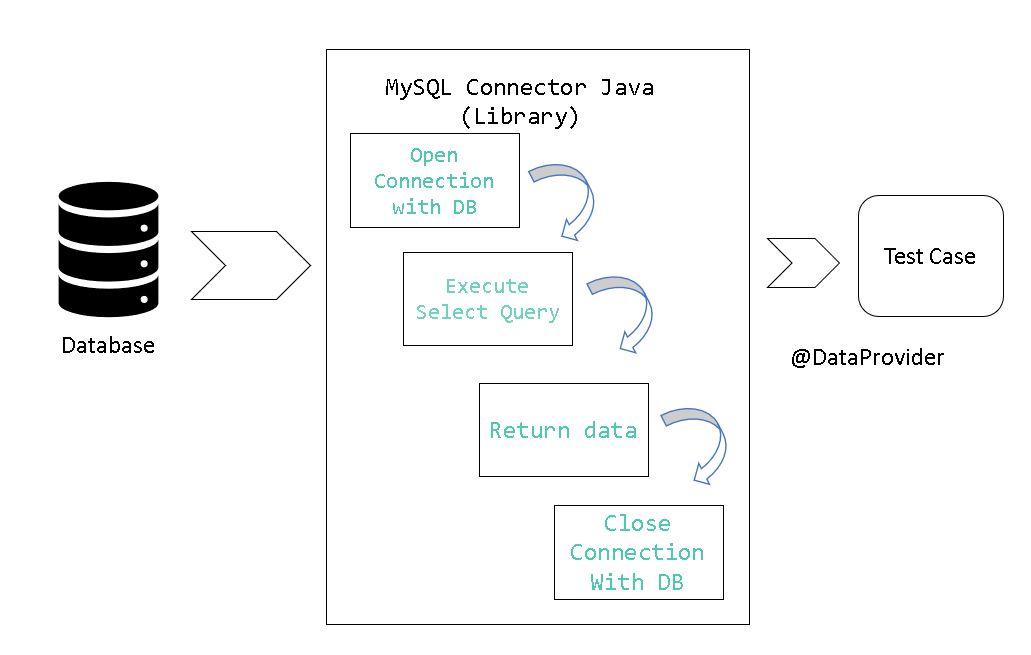 MySQL Connector Java
(Library)
Open
Connection
with DB
Execute
Select Query
Return data
Close
Connection
With DB
Database
Test Case
@DataProvider